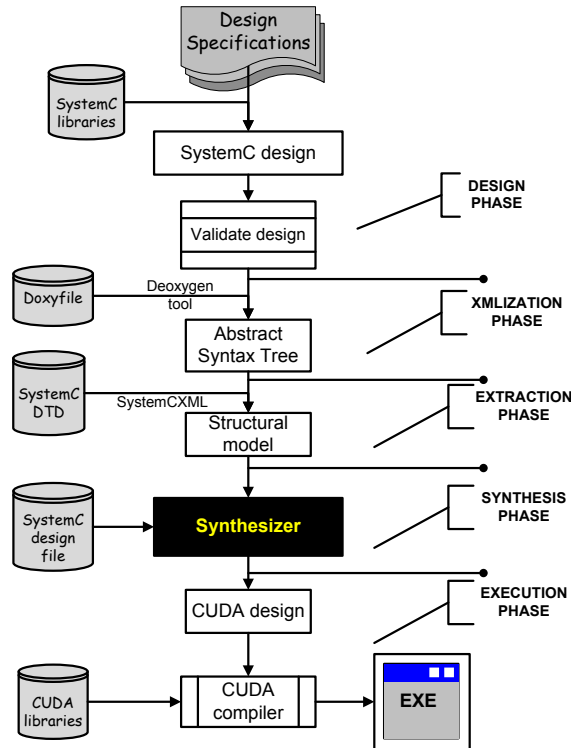 Design
Specifications
SystemC
libraries
SystemC design
DESIGN
PHASE
Validate design
Deoxygen
tool
Doxyfile
XMLIZATION
PHASE
Abstract
Syntax Tree
SystemC
DTD
SystemCXML
EXTRACTION
PHASE
Structural
model
SystemC
design
file
Synthesizer
SYNTHESIS
PHASE
CUDA design
EXECUTION
PHASE
CUDA
libraries
CUDA
compiler
EXE